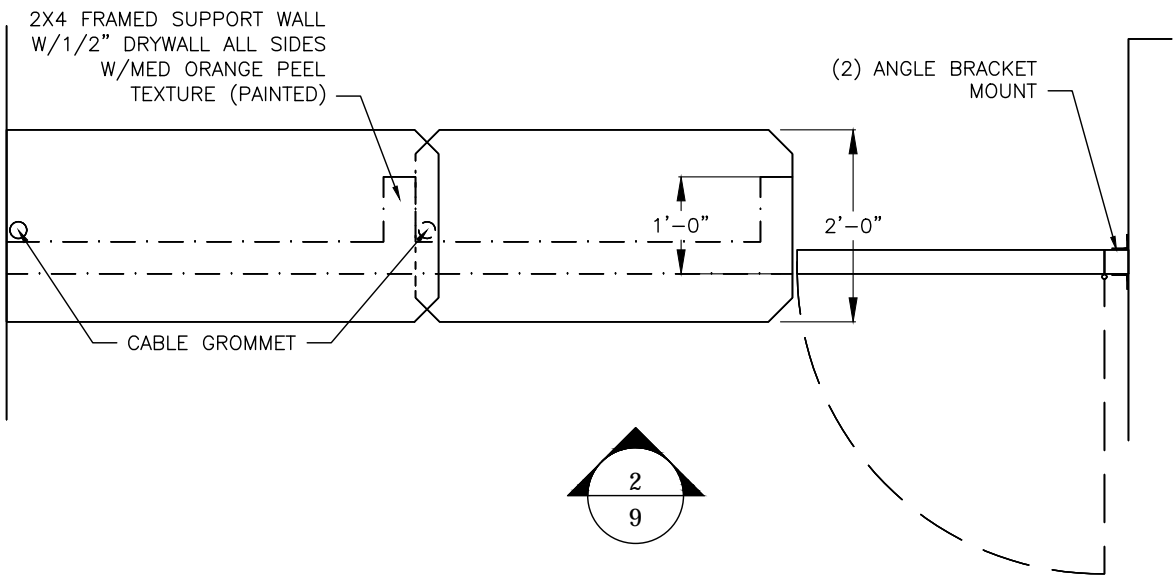 2X4 FRAMED SUPPORT WALL
W/1/2" DRYWALL ALL SIDES
W/MED ORANGE PEEL
TEXTURE (PAINTED)
(2) ANGLE BRACKET
MOUNT
1'-0"
2'-0"
CABLE GROMMET
2
9